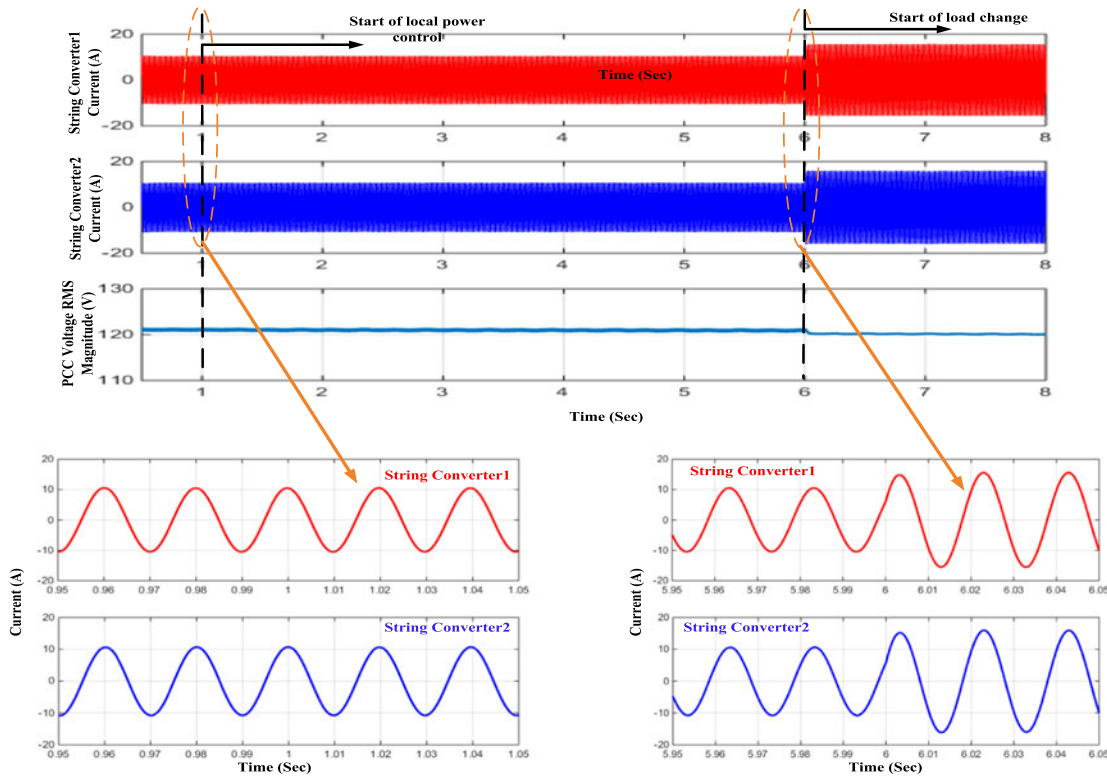 Start of local power
control
Start of load change
String Converter1
Current (A)
20
0
-20
Time (Sec)
1 2 3 4 5 6 7 8
String Converter2
Current (A)
20
0
-20
1 2 3 4 5 6 7 8
PCC Voltage RMS
Magnitude (V)
130
120
110
1 2 3 4 5 6 7 8
Time (Sec)
Current (A)
String Converter1
20
10
0
-10
-20
0.95 0.96 0.97 0.98 0.99 1 1.01 1.02 1.03 1.04 1.05
String Converter2
20
10
0
-10
-20
0.95 0.96 0.97 0.98 0.99 1 1.01 1.02 1.03 1.04 1.05
Time (Sec)
Current (A)
String Converter1
20
10
0
-10
-20
5.95 5.96 5.97 5.98 5.99 6 6.01 6.02 6.03 6.04 6.05
String Converter2
20
10
0
-10
-20
5.95 5.96 5.97 5.98 5.99 6 6.01 6.02 6.03 6.04 6.05
Time (Sec)